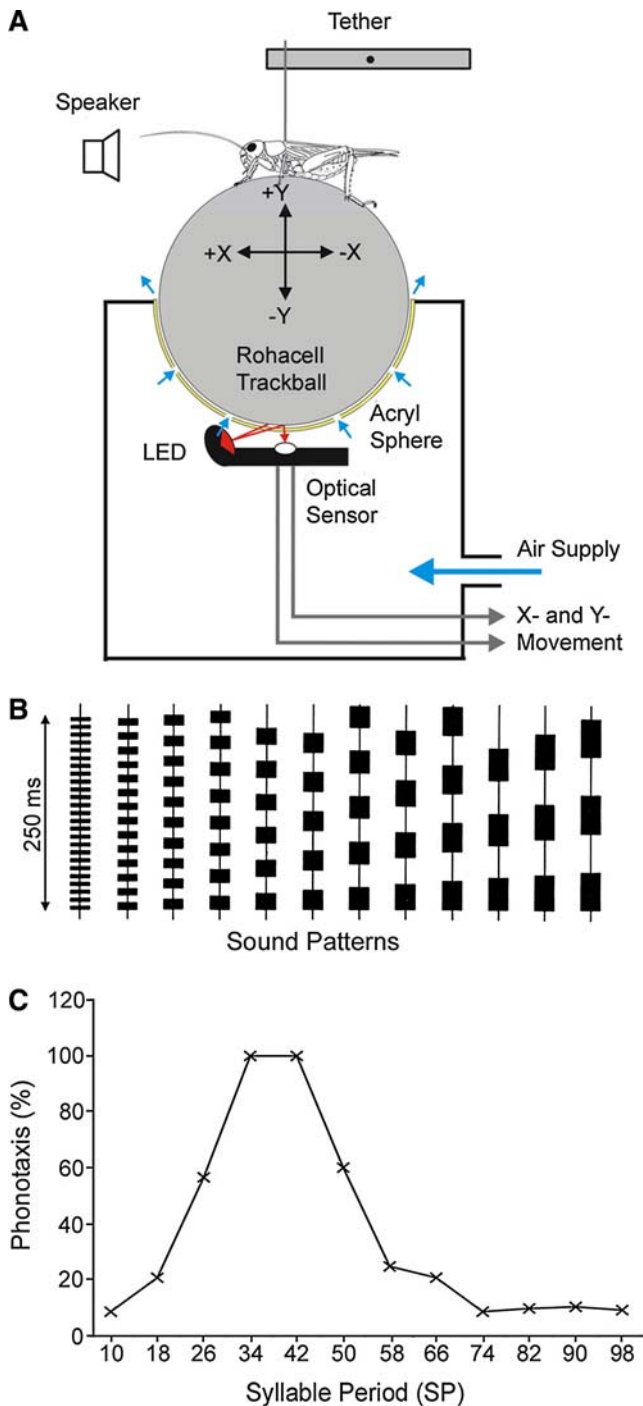 A
Tether
Speaker
+Y
+X
-X
-Y
Rohacell
Trackball
Acryl
Sphere
LED
Optical
Sensor
Air Supply
X- and Y-
Movement
B
250 ms
Sound Patterns
C
120
100
80
60
40
20
0
Phonotaxis (%)
10 18 26 34 42 50 58 66 74 82 90 98
Syllable Period (SP)